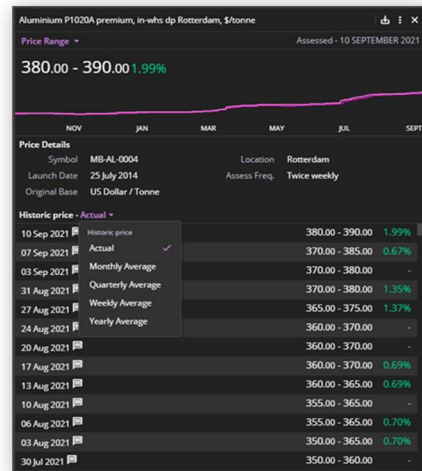 Aluminium P1020A premium, in-whs dp Rotterdam, $/tonne
Price Range
Assessed - 10 SEPTEMBER 2021
380.00 - 390.00 1.99%
NOV JAN MAR MAY JUL SEPT
Price Details
Symbol MB-AL-0004 Location Rotterdam
Launch Date 25 July 2014 Assess Freq. Twice weekly
Original Base US Dollar / Tonne
Historic price - Actual
Historic price
Actual
Monthly Average
Quarterly Average
Weekly Average
Yearly Average
10 Sep 2021 380.00 - 390.00 1.99%
07 Sep 2021 370.00 - 385.00 0.67%
03 Sep 2021 370.00 - 380.00 -
31 Aug 2021 370.00 - 380.00 1.35%
27 Aug 2021 365.00 - 375.00 1.37%
24 Aug 2021 360.00 - 370.00 -
20 Aug 2021 360.00 - 370.00 -
17 Aug 2021 360.00 - 370.00 0.69%
13 Aug 2021 360.00 - 365.00 0.69%
10 Aug 2021 355.00 - 365.00 -
06 Aug 2021 355.00 - 365.00 0.70%
03 Aug 2021 350.00 - 365.00 0.70%
30 Jul 2021 350.00 - 360.00 -